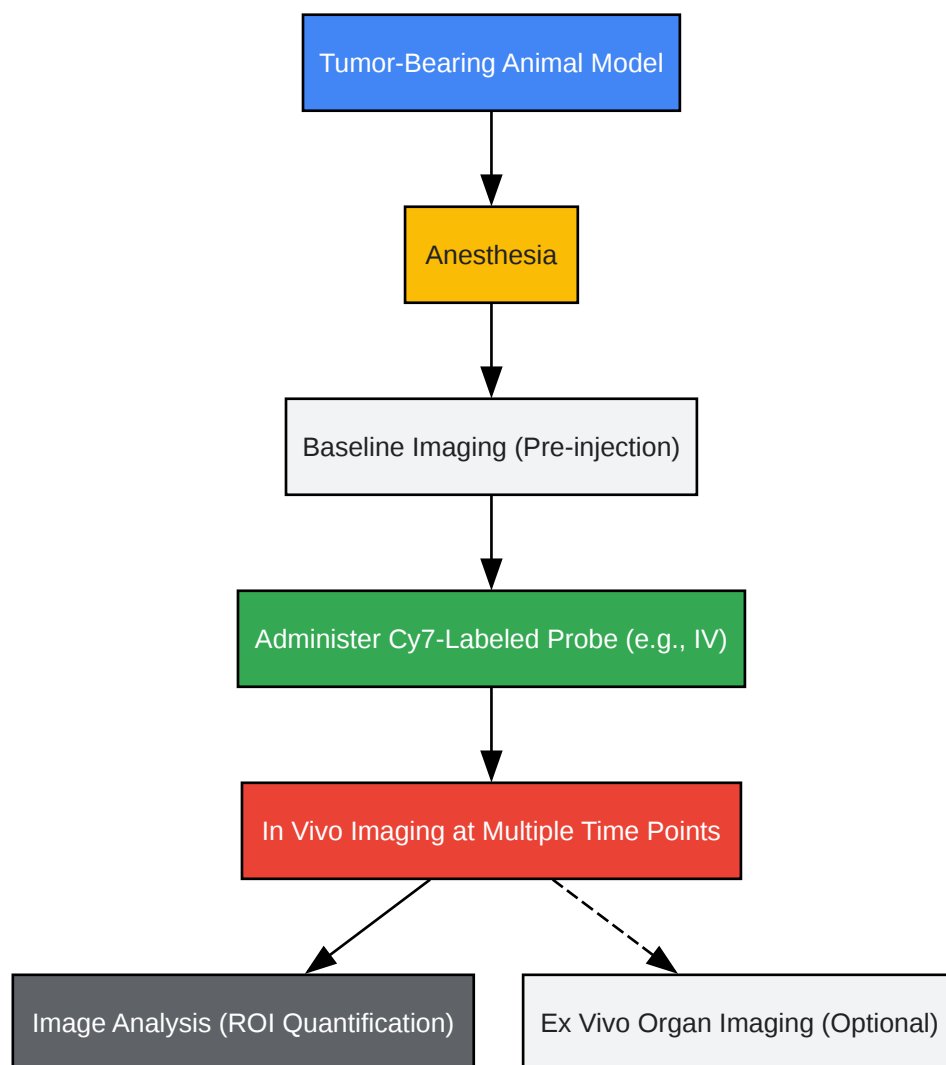 Tumor-Bearing Animal Model
Anesthesia
Baseline Imaging (Pre-injection)
Administer Cy7-Labeled Probe (e.g., IV)
In Vivo Imaging at Multiple Time Points
Image Analysis (ROI Quantification)
Ex Vivo Organ Imaging (Optional)